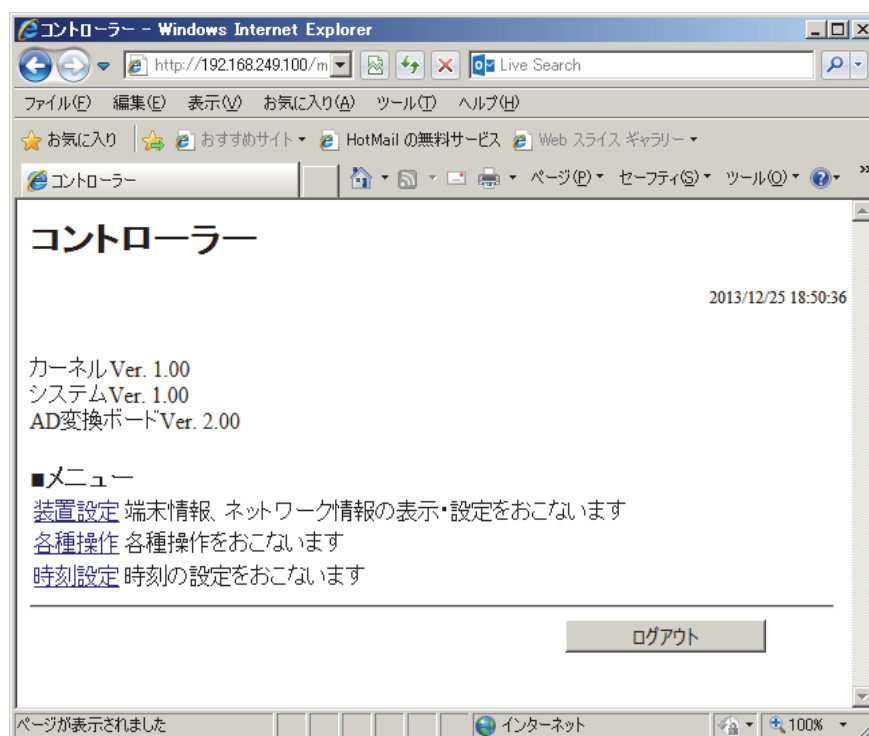 コントローラー - Windows Internet Explorer
http://192.168.249.100/m
Live Search
ファイル(F) 編集(E) 表示(V) お気に入り(A) ツール(T) ヘルプ(H)
お気に入り おすすめサイト HotMail の無料サービス Web スライス ギャラリー
コントローラー ページ(P) セーフティ(S) ツール(O) »
コントローラー
2013/12/25 18:50:36
カーネルVer. 1.00
システムVer. 1.00
AD変換ボードVer. 2.00
■メニュー
装置設定 端末情報、ネットワーク情報の表示・設定をおこないます
各種操作 各種操作をおこないます
時刻設定 時刻の設定をおこないます
ログアウト
ページが表示されました インターネット 100%